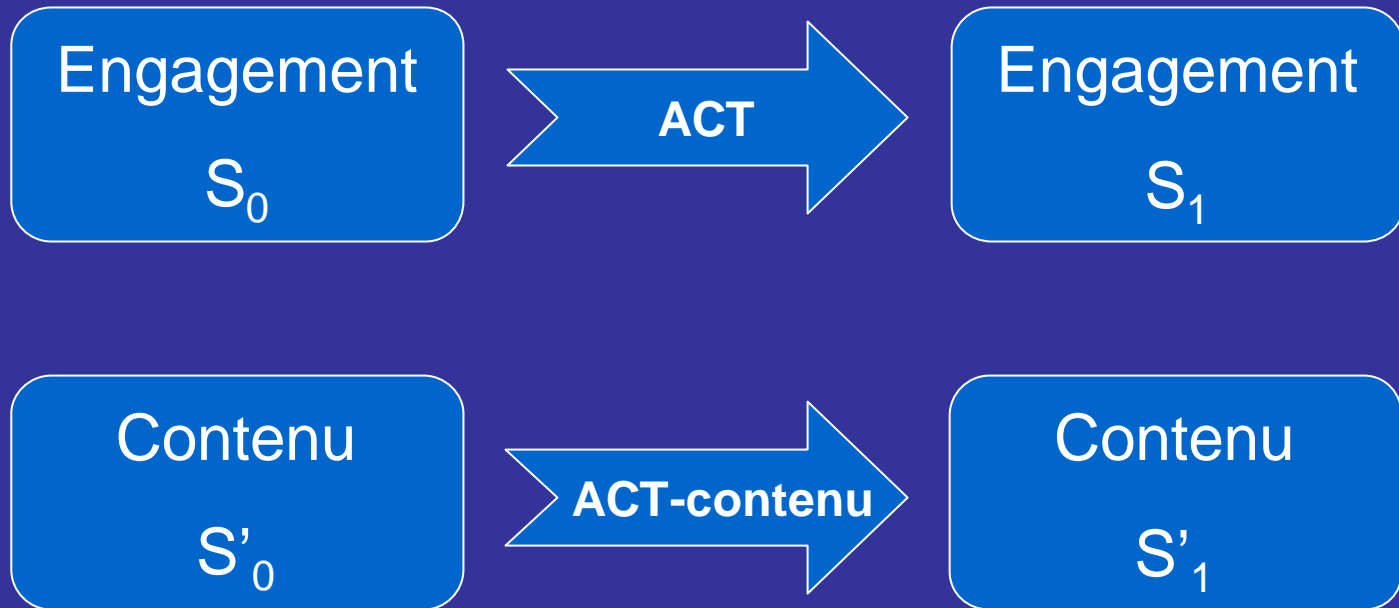 Engagement
S₀
ACT
Engagement
S₁
Contenu
S’₀
ACT-contenu
Contenu
S’₁